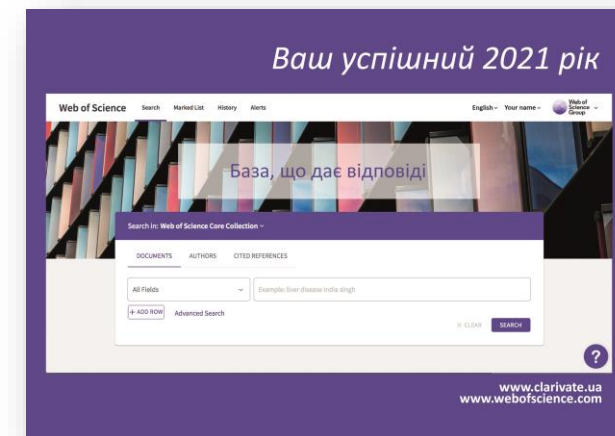 Ваш успішний 2021 рік
Web of Science Search Marked List History Alerts English Your name Web of Science Group
База, що дає відповіді
Search in: Web of Science Core Collection
DOCUMENTS AUTHORS CITED REFERENCES
All Fields Example: liver disease india singh
+ ADD ROW Advanced Search
× CLEAR SEARCH
?
www.clarivate.ua
www.webofscience.com